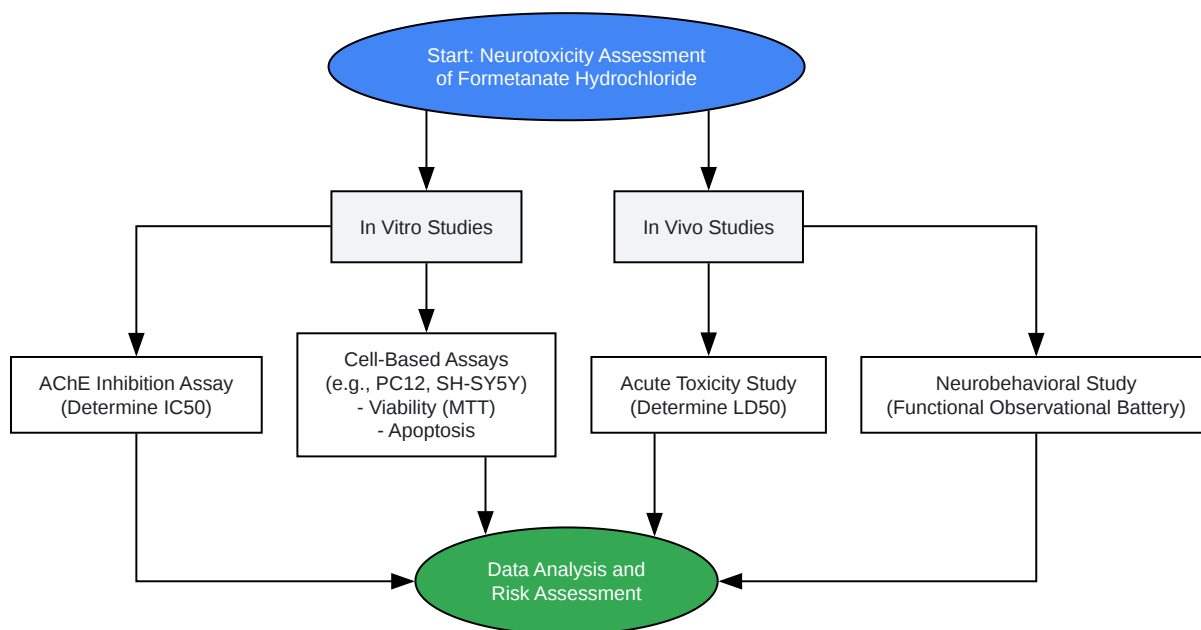 Start: Neurotoxicity Assessment
of Formetanate Hydrochloride
In Vitro Studies
In Vivo Studies
AChE Inhibition Assay
(Determine IC50)
Cell-Based Assays
(e.g., PC12, SH-SY5Y)
- Viability (MTT)
- Apoptosis
Acute Toxicity Study
(Determine LD50)
Neurobehavioral Study
(Functional Observational Battery)
Data Analysis and
Risk Assessment